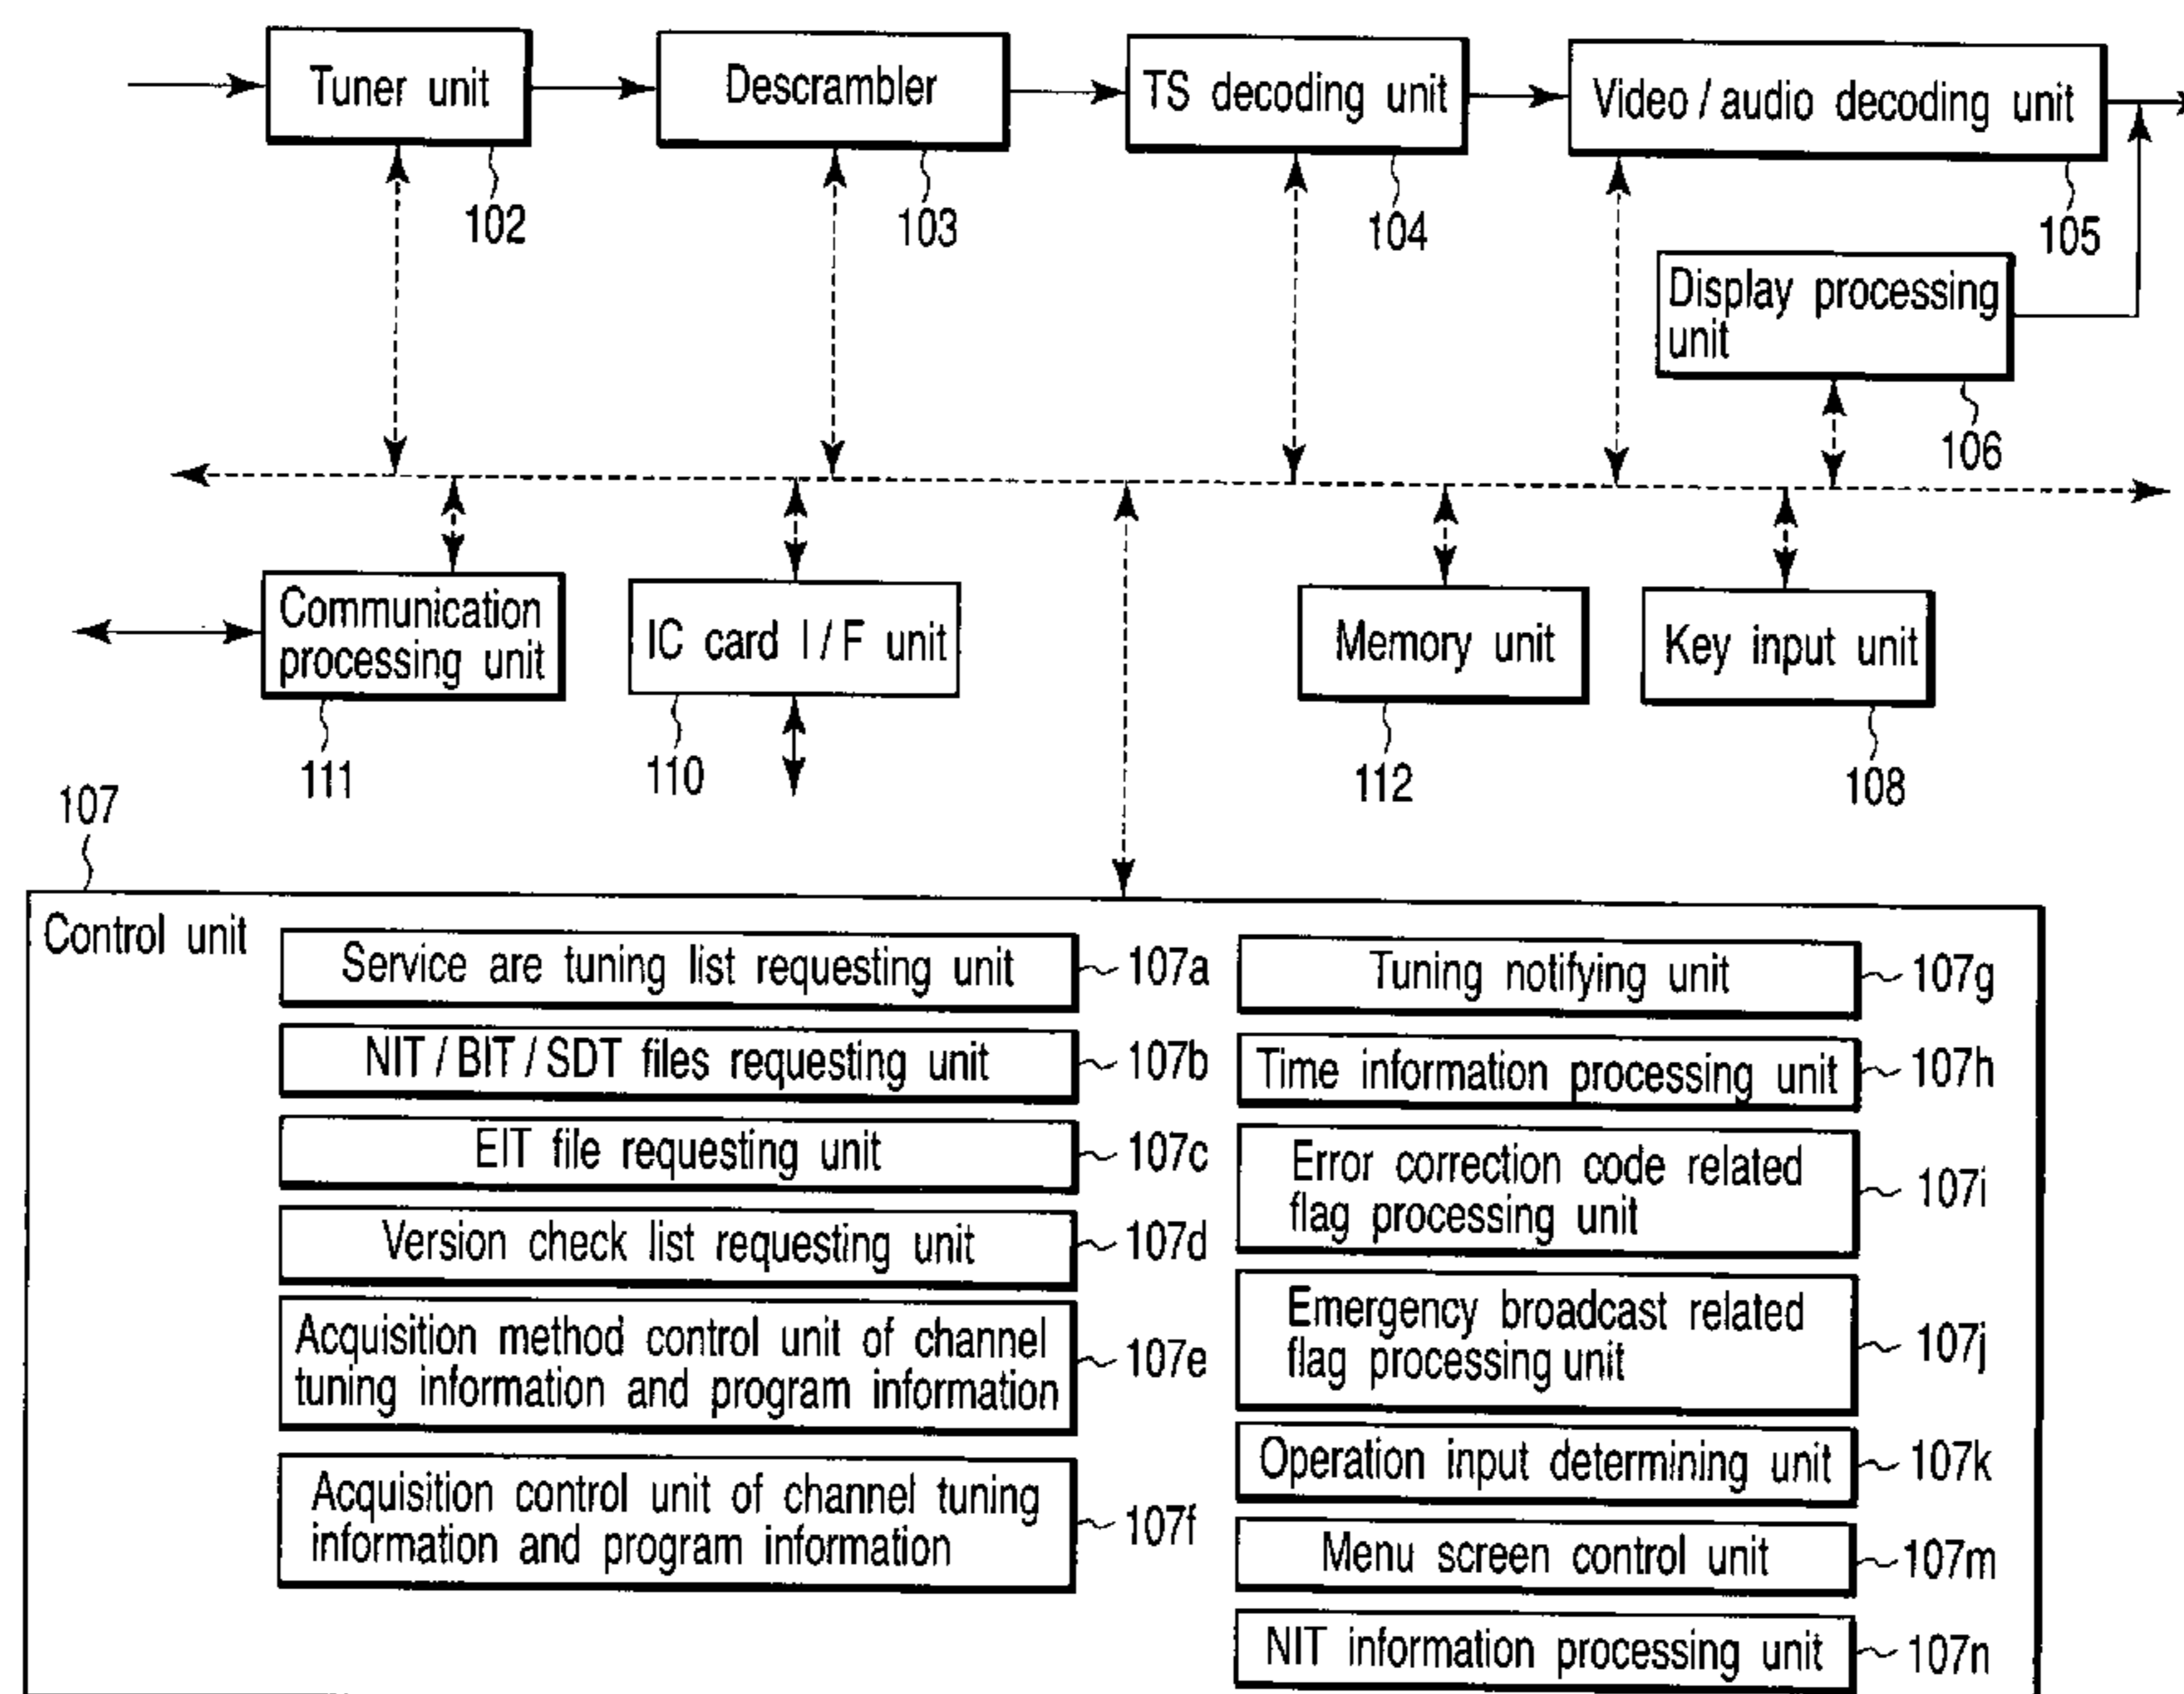 Tuner unit
Descrambler
TS decoding unit
Video / audio decoding unit
102
103
104
105
Display processing
unit
106
Communication
processing unit
IC card I / F unit
Memory unit
Key input unit
111
110
112
108
107
Control unit
Service are tuning list requesting unit
107a
NIT / BIT / SDT files requesting unit
107b
EIT file requesting unit
107c
Version check list requesting unit
107d
Acquisition method control unit of channel
tuning information and program information
107e
Acquisition control unit of channel tuning
information and program information
107f
Tuning notifying unit
107g
Time information processing unit
107h
Error correction code related
flag processing unit
107i
Emergency broadcast related
flag processing unit
107j
Operation input determining unit
107k
Menu screen control unit
107m
NIT information processing unit
107n